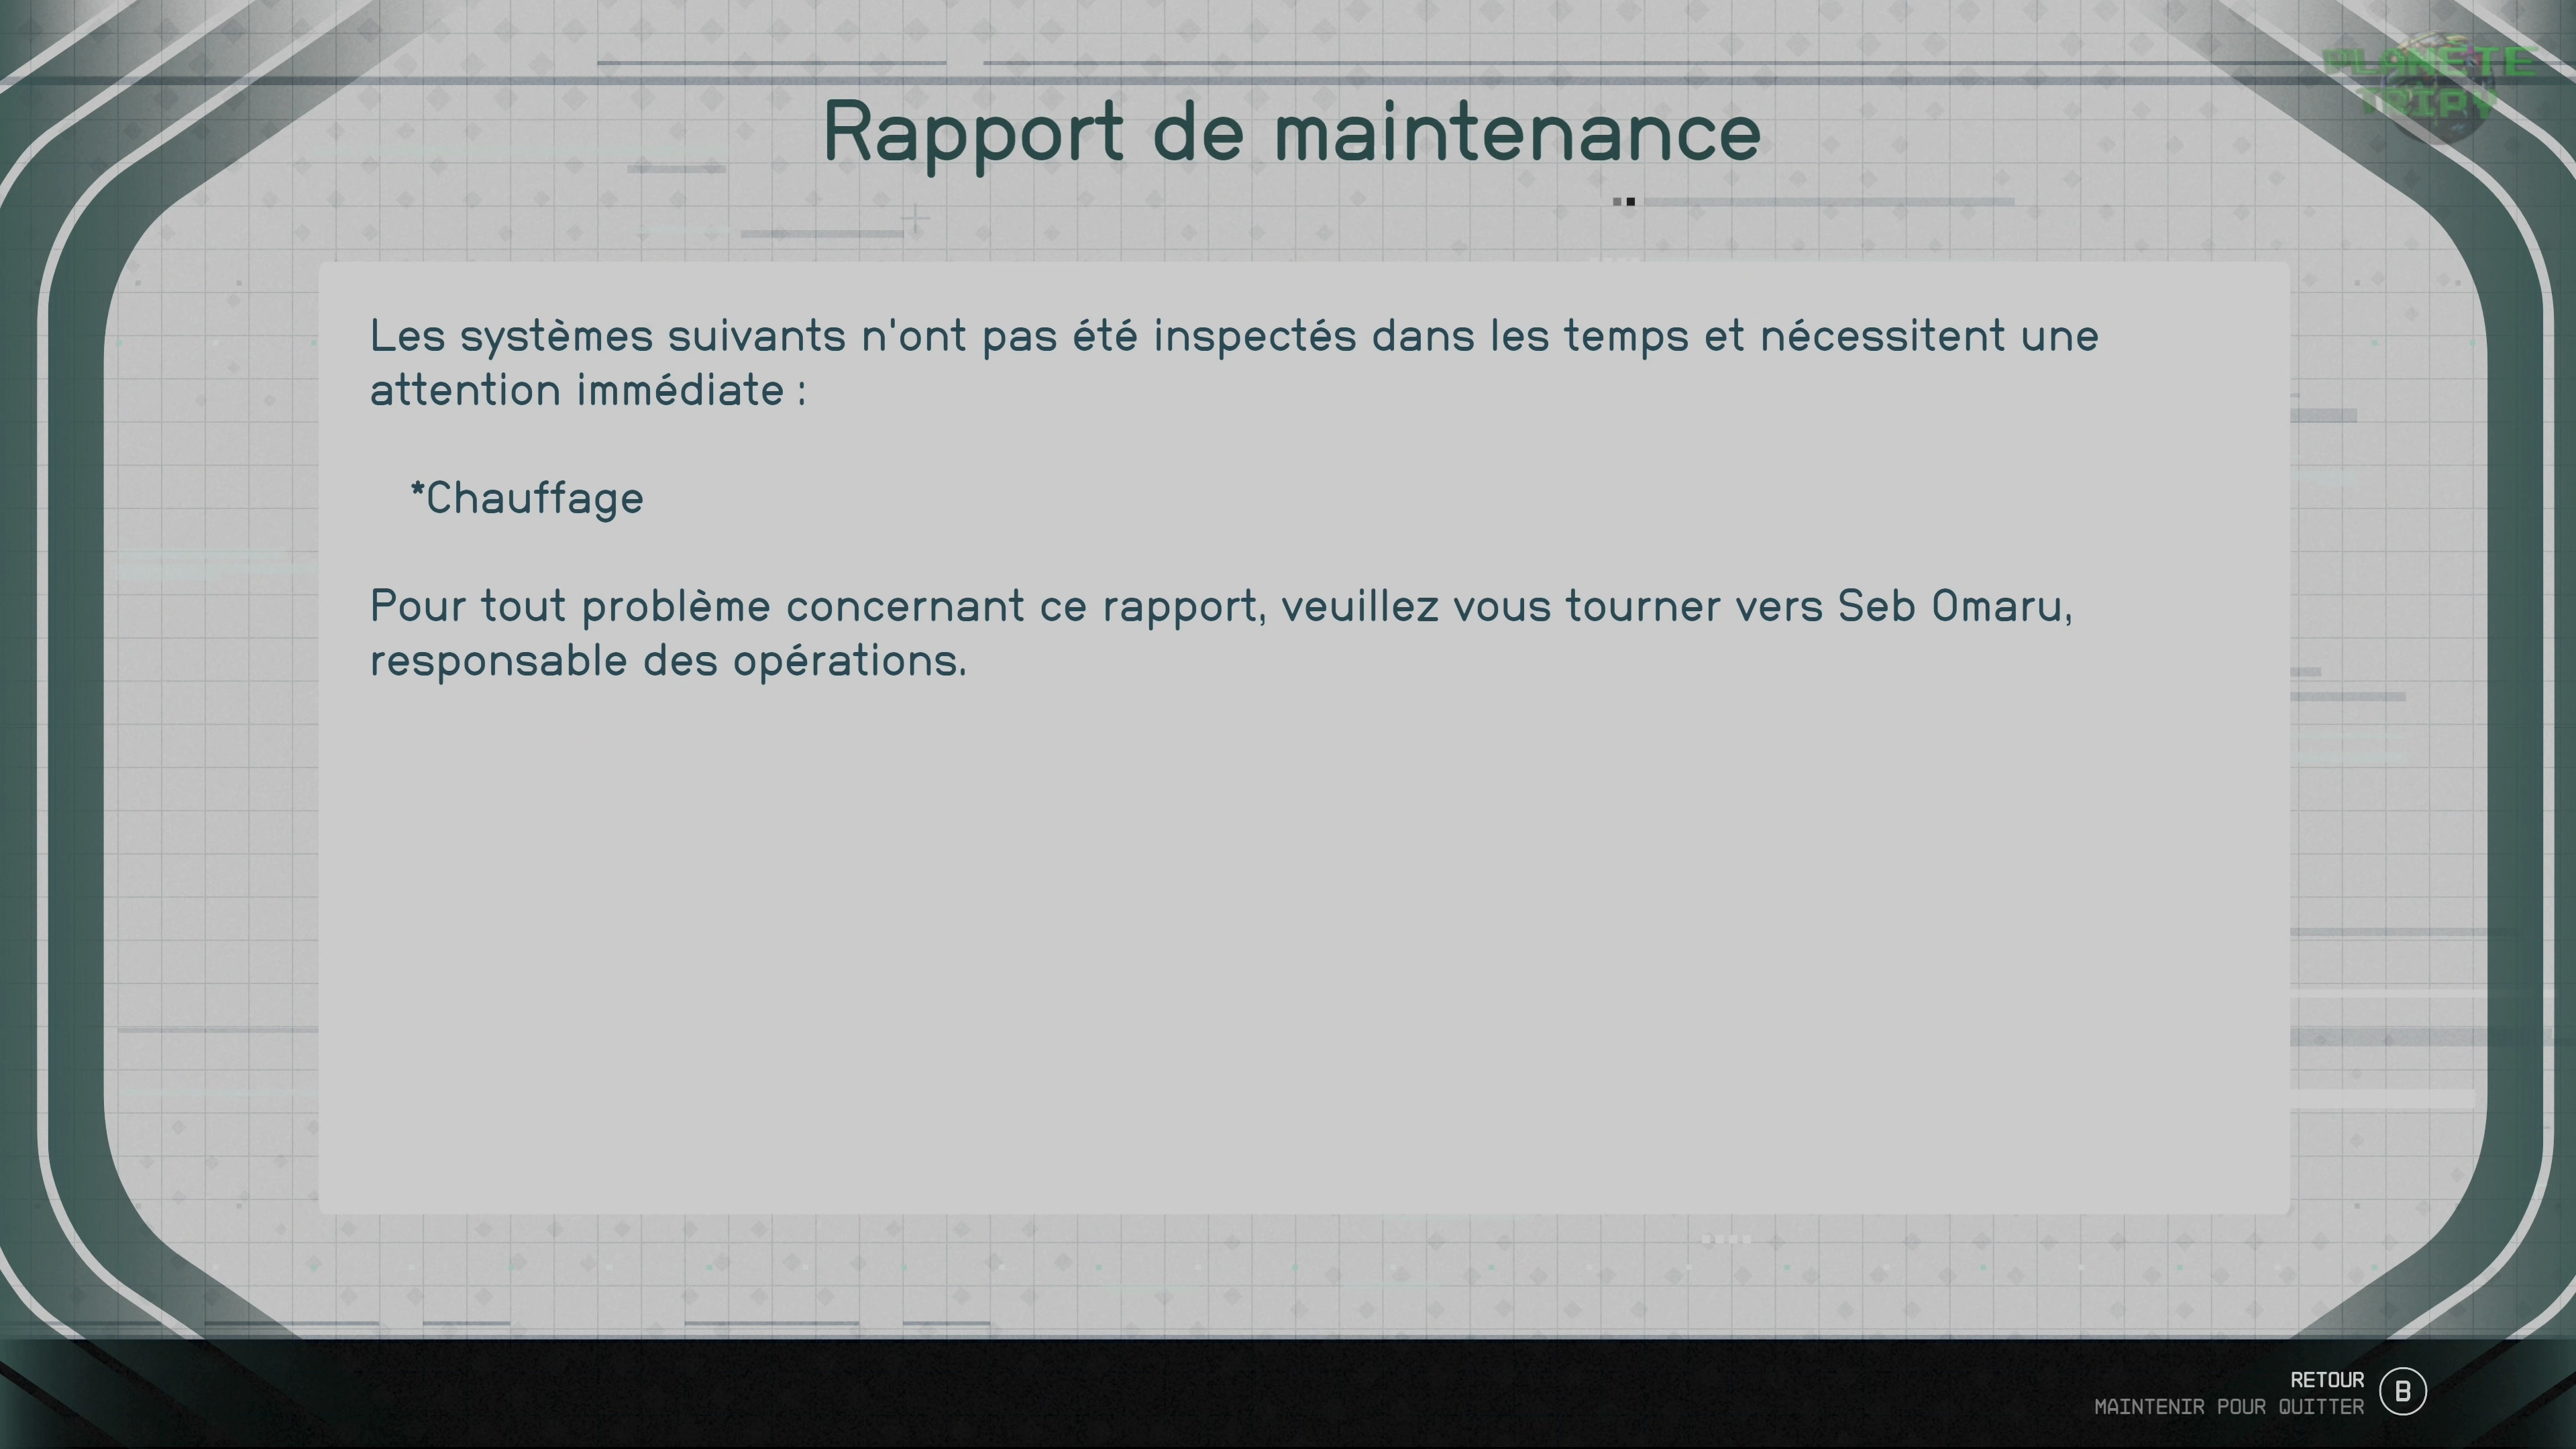 PLANETE
TRIPY
Rapport de maintenance
Les systèmes suivants n'ont pas été inspectés dans les temps et nécessitent une
attention immédiate :
*Chauffage
Pour tout problème concernant ce rapport, veuillez vous tourner vers Seb Omaru,
responsable des opérations.
RETOUR
MAINTENIR POUR QUITTER
B